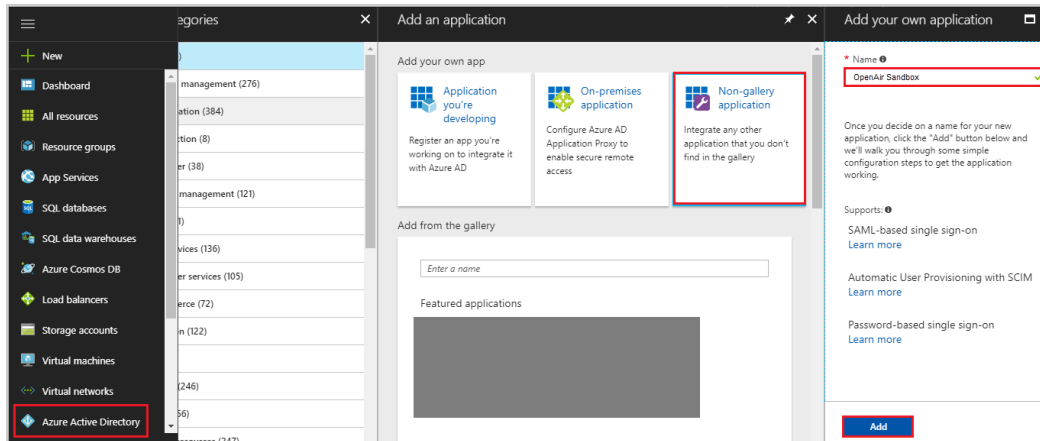 New
Dashboard
All resources
Resource groups
App Services
SQL databases
SQL data warehouses
Azure Cosmos DB
Load balancers
Storage accounts
Virtual machines
Virtual networks
Azure Active Directory
egories
)
management (276)
ation (384)
ction (8)
er (38)
management (121)
1)
vices (136)
er services (105)
erce (72)
n (122)
(246)
56)
Add an application
Add your own app
Application
you're
developing
Register an app you're
working on to integrate it
with Azure AD
On-premises
application
Configure Azure AD
Application Proxy to
enable secure remote
access
Non-gallery
application
Integrate any other
application that you don't
find in the gallery
Add from the gallery
Enter a name
Featured applications
Add your own application
* Name
OpenAir Sandbox
Once you decide on a name for your new
application, click the "Add" button below and
we'll walk you through some simple
configuration steps to get the application
working.
Supports:
SAML-based single sign-on
Learn more
Automatic User Provisioning with SCIM
Learn more
Password-based single sign-on
Learn more
Add